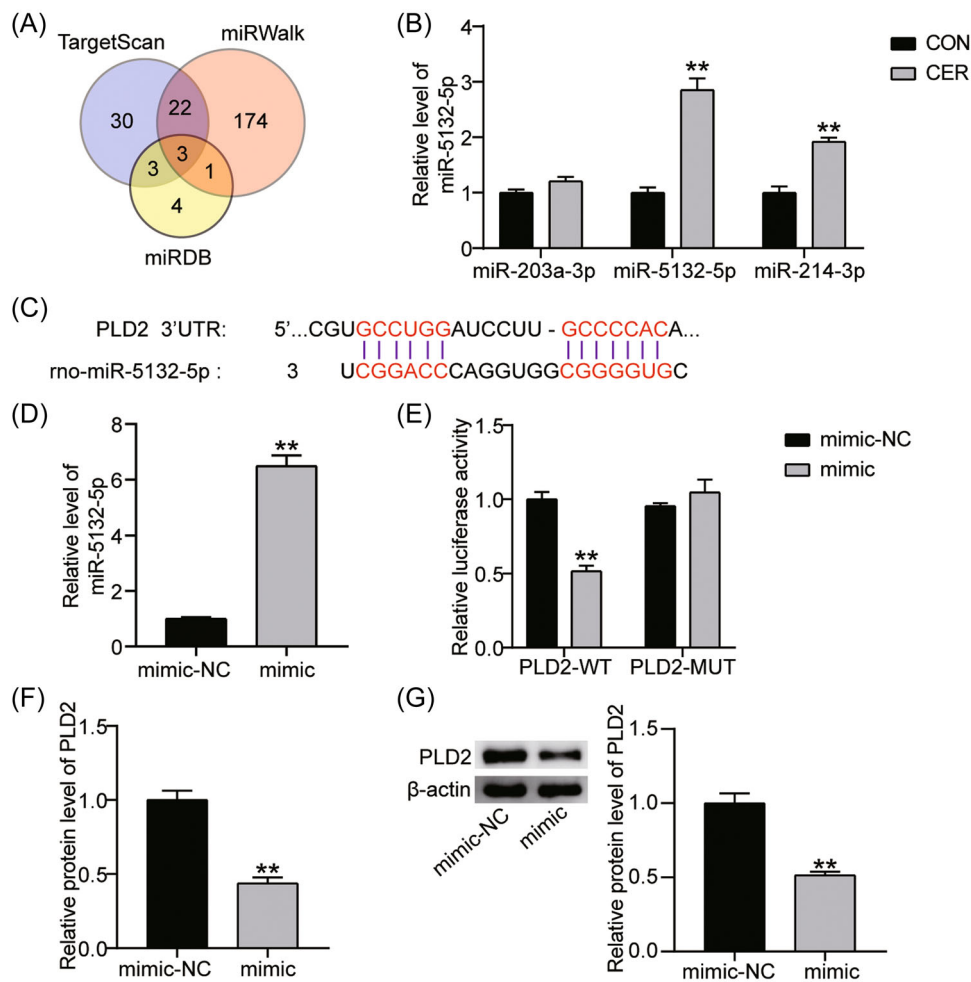 (A)
TargetScan
miRWalk
30
22
174
3
3
1
4
miRDB
(B)
Relative level of
miR-5132-5p
4
3
2
1
0
**
**
miR-203a-3p
miR-5132-5p
miR-214-3p
CON
CER
(C)
PLD2 3'UTR: 5'...CGUGCCUGGAUCCUU - GCCCCACA...
rno-miR-5132-5p : 3 UCGGACCCAGGUGGCGGGGUGC
(D)
Relative level of
miR-5132-5p
8
6
4
2
0
**
mimic-NC
mimic
(E)
Relative luciferase activity
1.5
1.0
0.5
0.0
**
PLD2-WT
PLD2-MUT
mimic-NC
mimic
(F)
Relative protein level of PLD2
1.5
1.0
0.5
0.0
**
mimic-NC
mimic
(G)
PLD2
β-actin
mimic-NC
mimic
Relative protein level of PLD2
1.5
1.0
0.5
0.0
**
mimic-NC
mimic